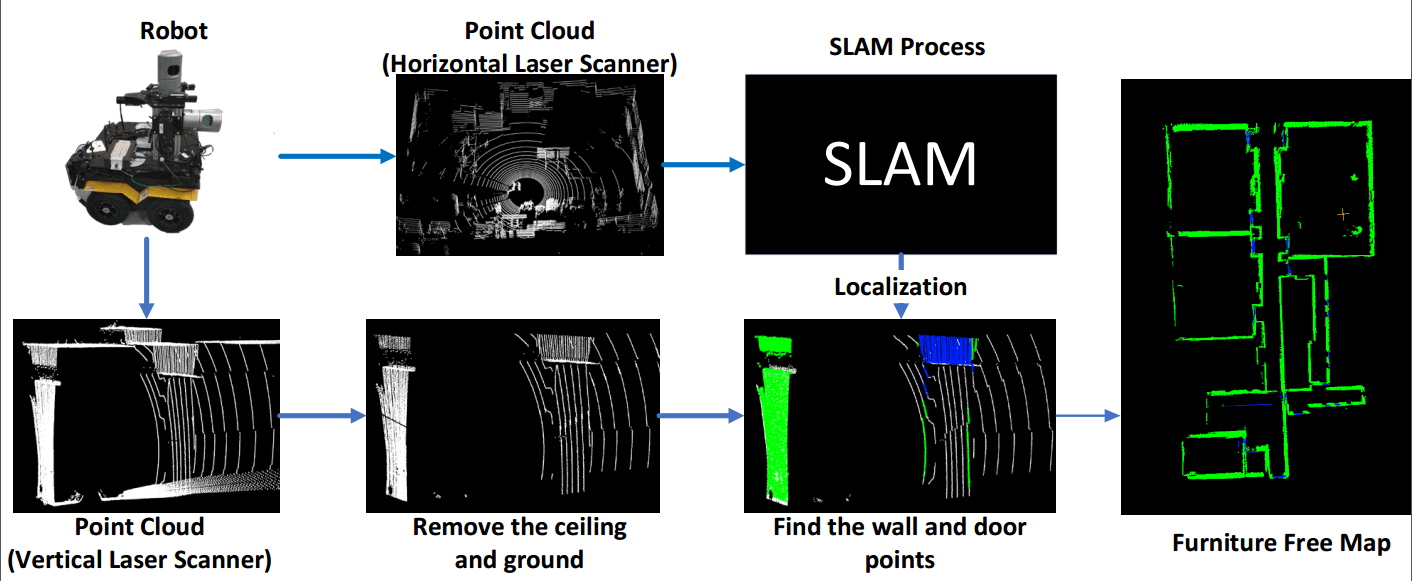 Robot
Point Cloud
(Horizontal Laser Scanner)
SLAM Process
SLAM
Localization
Point Cloud
(Vertical Laser Scanner)
Remove the ceiling
and ground
Find the wall and door
points
Furniture Free Map